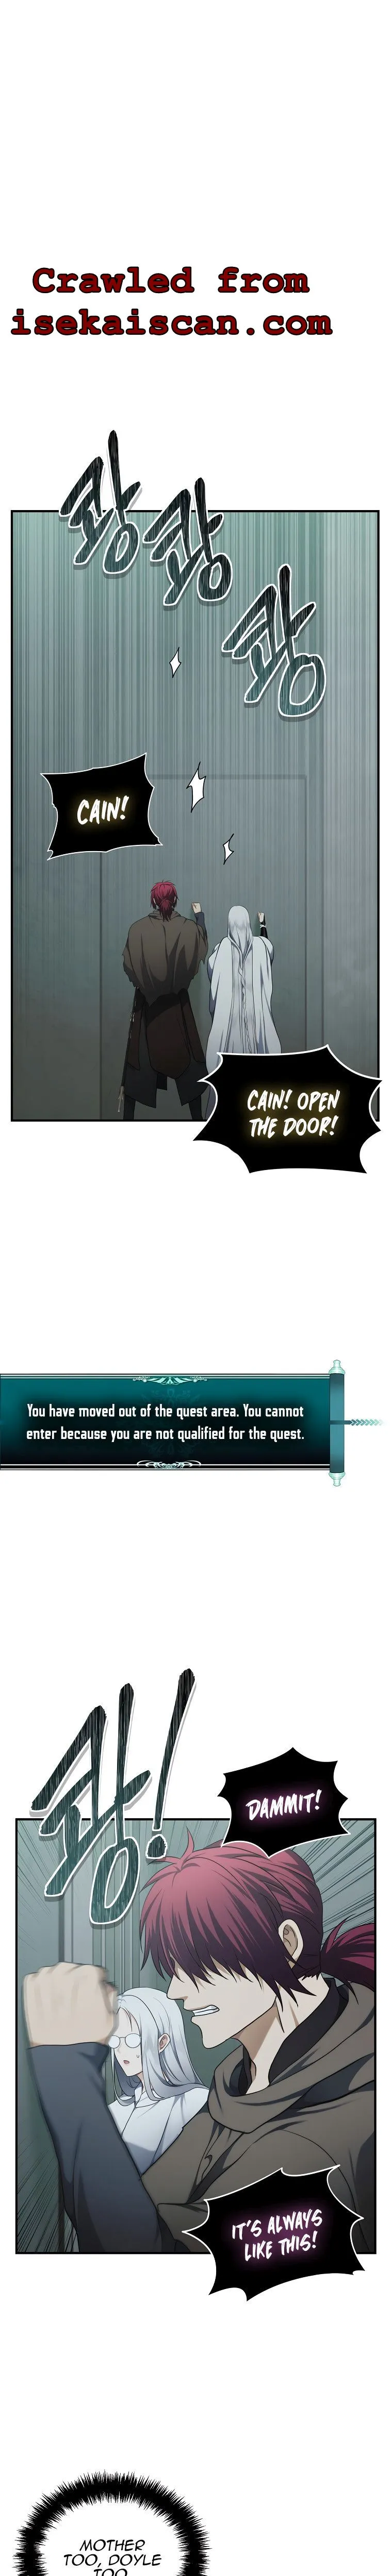 Crawled from
isekaiscan.com
쾅
쾅
쾅
CAIN!
CAIN! OPEN
THE DOOR!
You have moved out of the quest area. You cannot
enter because you are not qualified for the quest.
쾅!
DAMMIT!
IT'S ALWAYS
LIKE THIS!
MOTHER
TOO, DOYLE
TOO